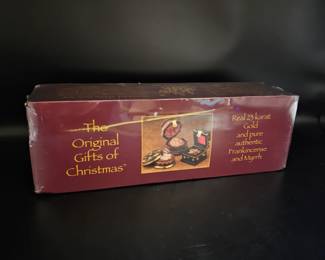 The
Original
Gifts of
Christmas™
Real 23 karat
Gold
and pure
authentic
Frankincense
and Myrrh